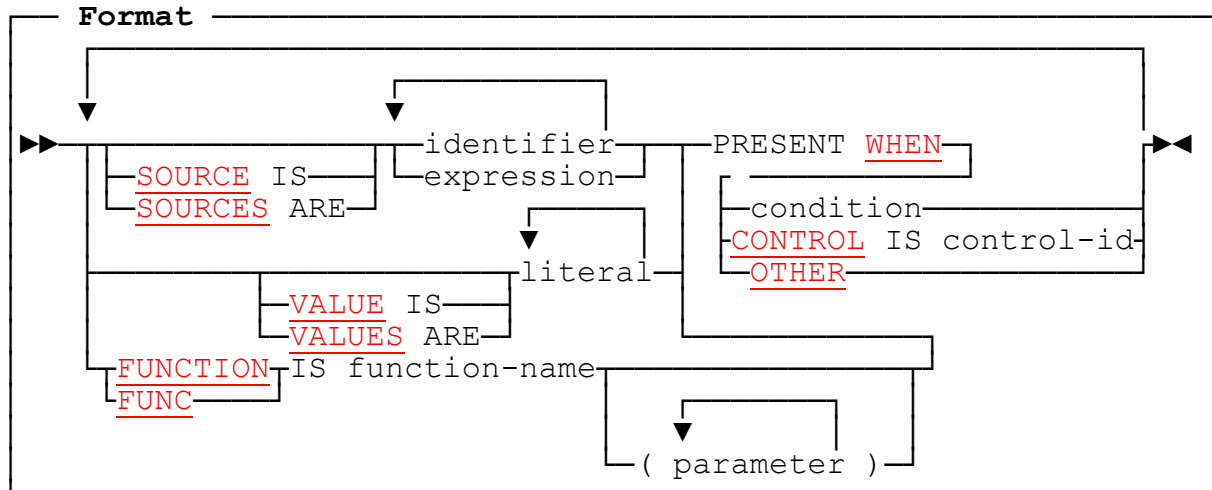 Format
identifier PRESENT WHEN
SOURCE IS expression
SOURCES ARE condition
CONTROL IS control-id
literal OTHER
VALUE IS
VALUES ARE
FUNCTION IS function-name
FUNC
( parameter )